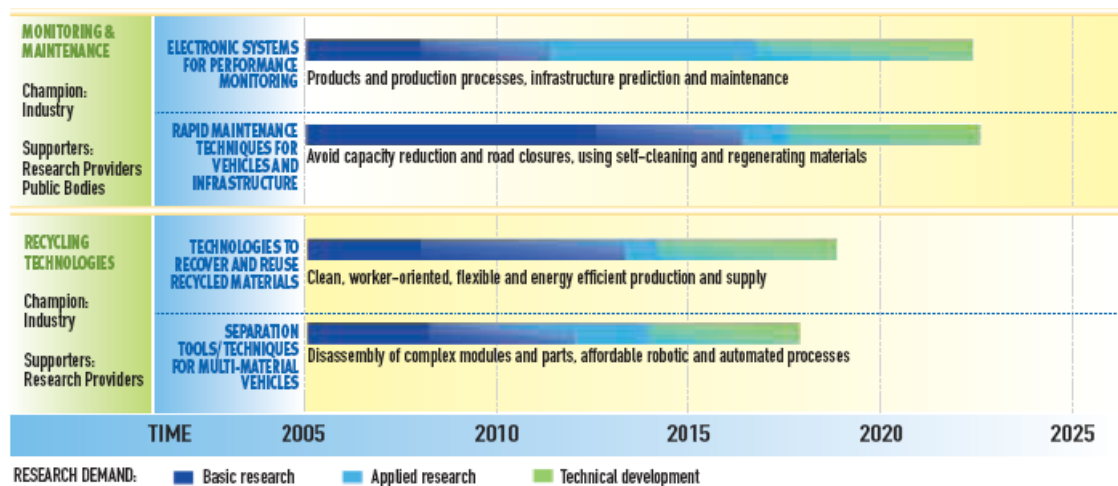 MONITORING &
MAINTENANCE
Champion:
Industry
Supporters:
Research Providers
Public Bodies
ELECTRONIC SYSTEMS
FOR PERFORMANCE
MONITORING
Products and production processes, infrastructure prediction and maintenance
RAPID MAINTENANCE
TECHNIQUES FOR
VEHICLES AND
INFRASTRUCTURE
Avoid capacity reduction and road closures, using self-cleaning and regenerating materials
RECYCLING
TECHNOLOGIES
Champion:
Industry
Supporters:
Research Providers
TECHNOLOGIES TO
RECOVER AND REUSE
RECYCLED MATERIALS
Clean, worker-oriented, flexible and energy efficient production and supply
SEPARATION
TOOLS/TECHNIQUES
FOR MULTI-MATERIAL
VEHICLES
Disassembly of complex modules and parts, affordable robotic and automated processes
TIME 2005 2010 2015 2020 2025
RESEARCH DEMAND: Basic research Applied research Technical development